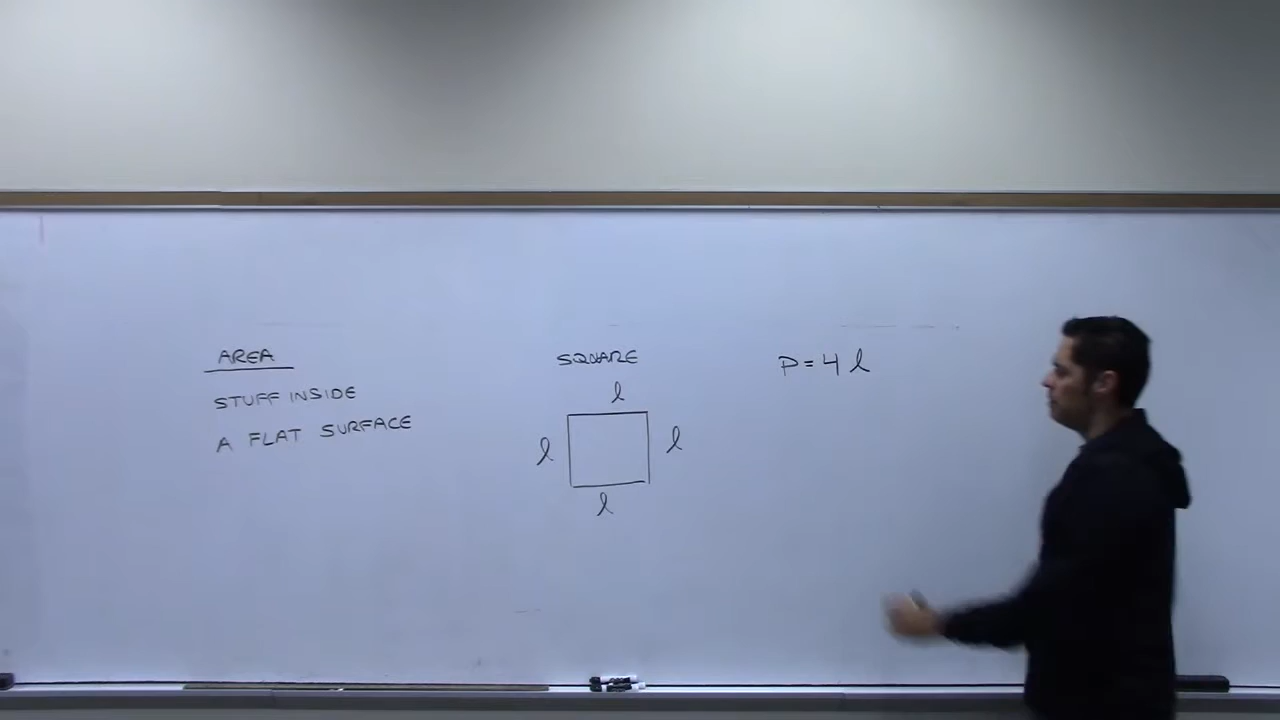 AREA
STUFF INSIDE
A FLAT SURFACE
SQUARE
l
l
l
l
P = 4 l